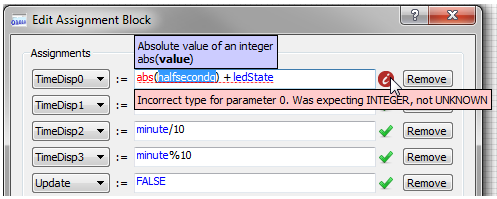 Edit Assignment Block
Assignments
Absolute value of an integer
abs(value)
TimeDisp0 := abs(halfsecondq) + ledState Remove
Incorrect type for parameter 0. Was expecting INTEGER, not UNKNOWN
TimeDisp1 :=
TimeDisp2 := minute/10 Remove
TimeDisp3 := minute%10 Remove
Update := FALSE Remove